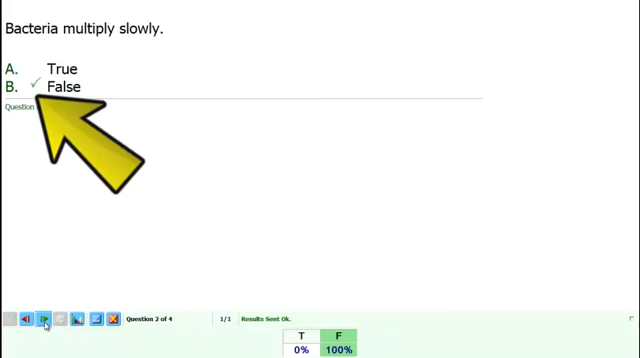 Bacteria multiply slowly.
A. True
B. ✓ False
Question
Question 2 of 4 1/1 Results Sent Ok.
T F
0% 100%